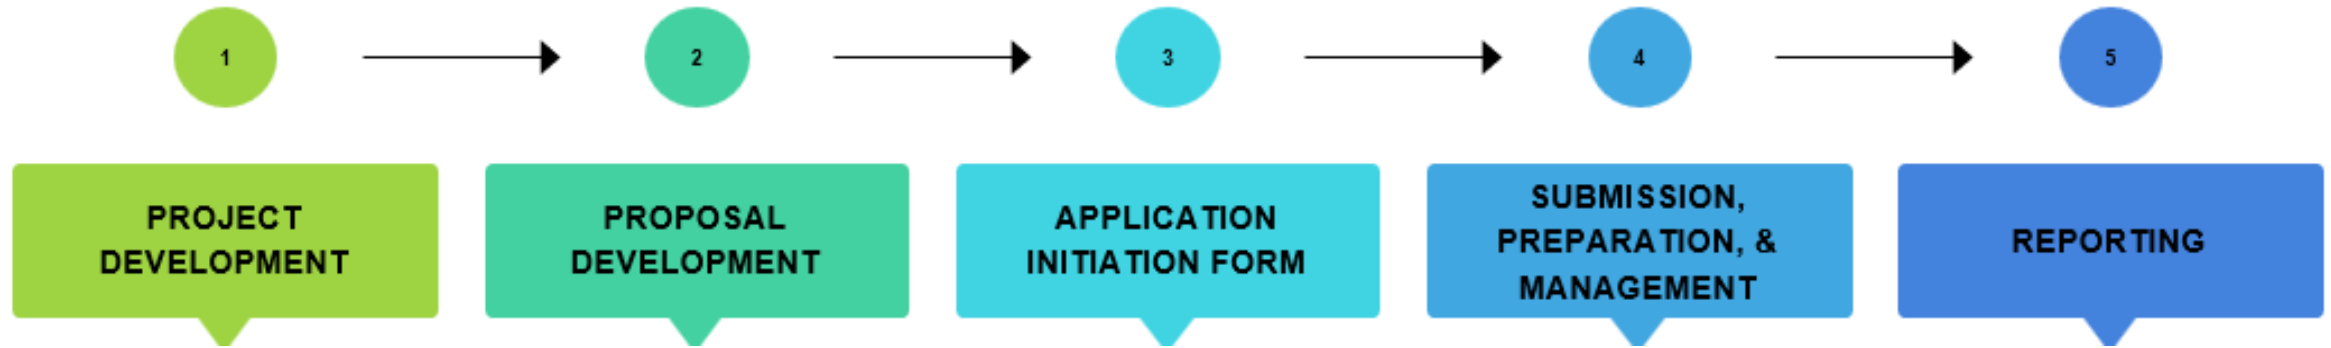 1
2
3
4
5
PROJECT
DEVELOPMENT
PROPOSAL
DEVELOPMENT
APPLICATION
INITIATION FORM
SUBMISSION,
PREPARATION, &
MANAGEMENT
REPORTING